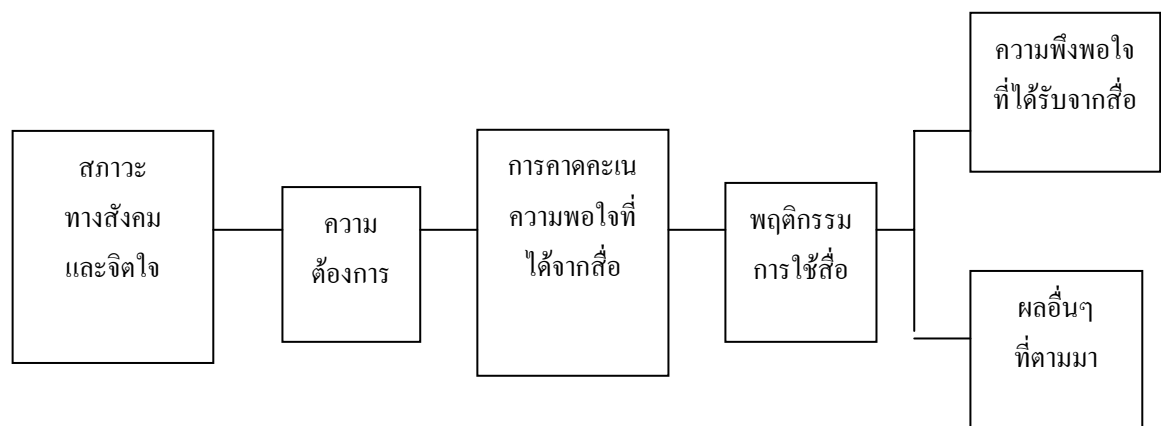 สภาวะ
ทางสังคม
และจิตใจ
ความ
ต้องการ
การคาดคะเน
ความพอใจที่
ได้จากสื่อ
พฤติกรรม
การใช้สื่อ
ความพึงพอใจ
ที่ได้รับจากสื่อ
ผลอื่นๆ
ที่ตามมา